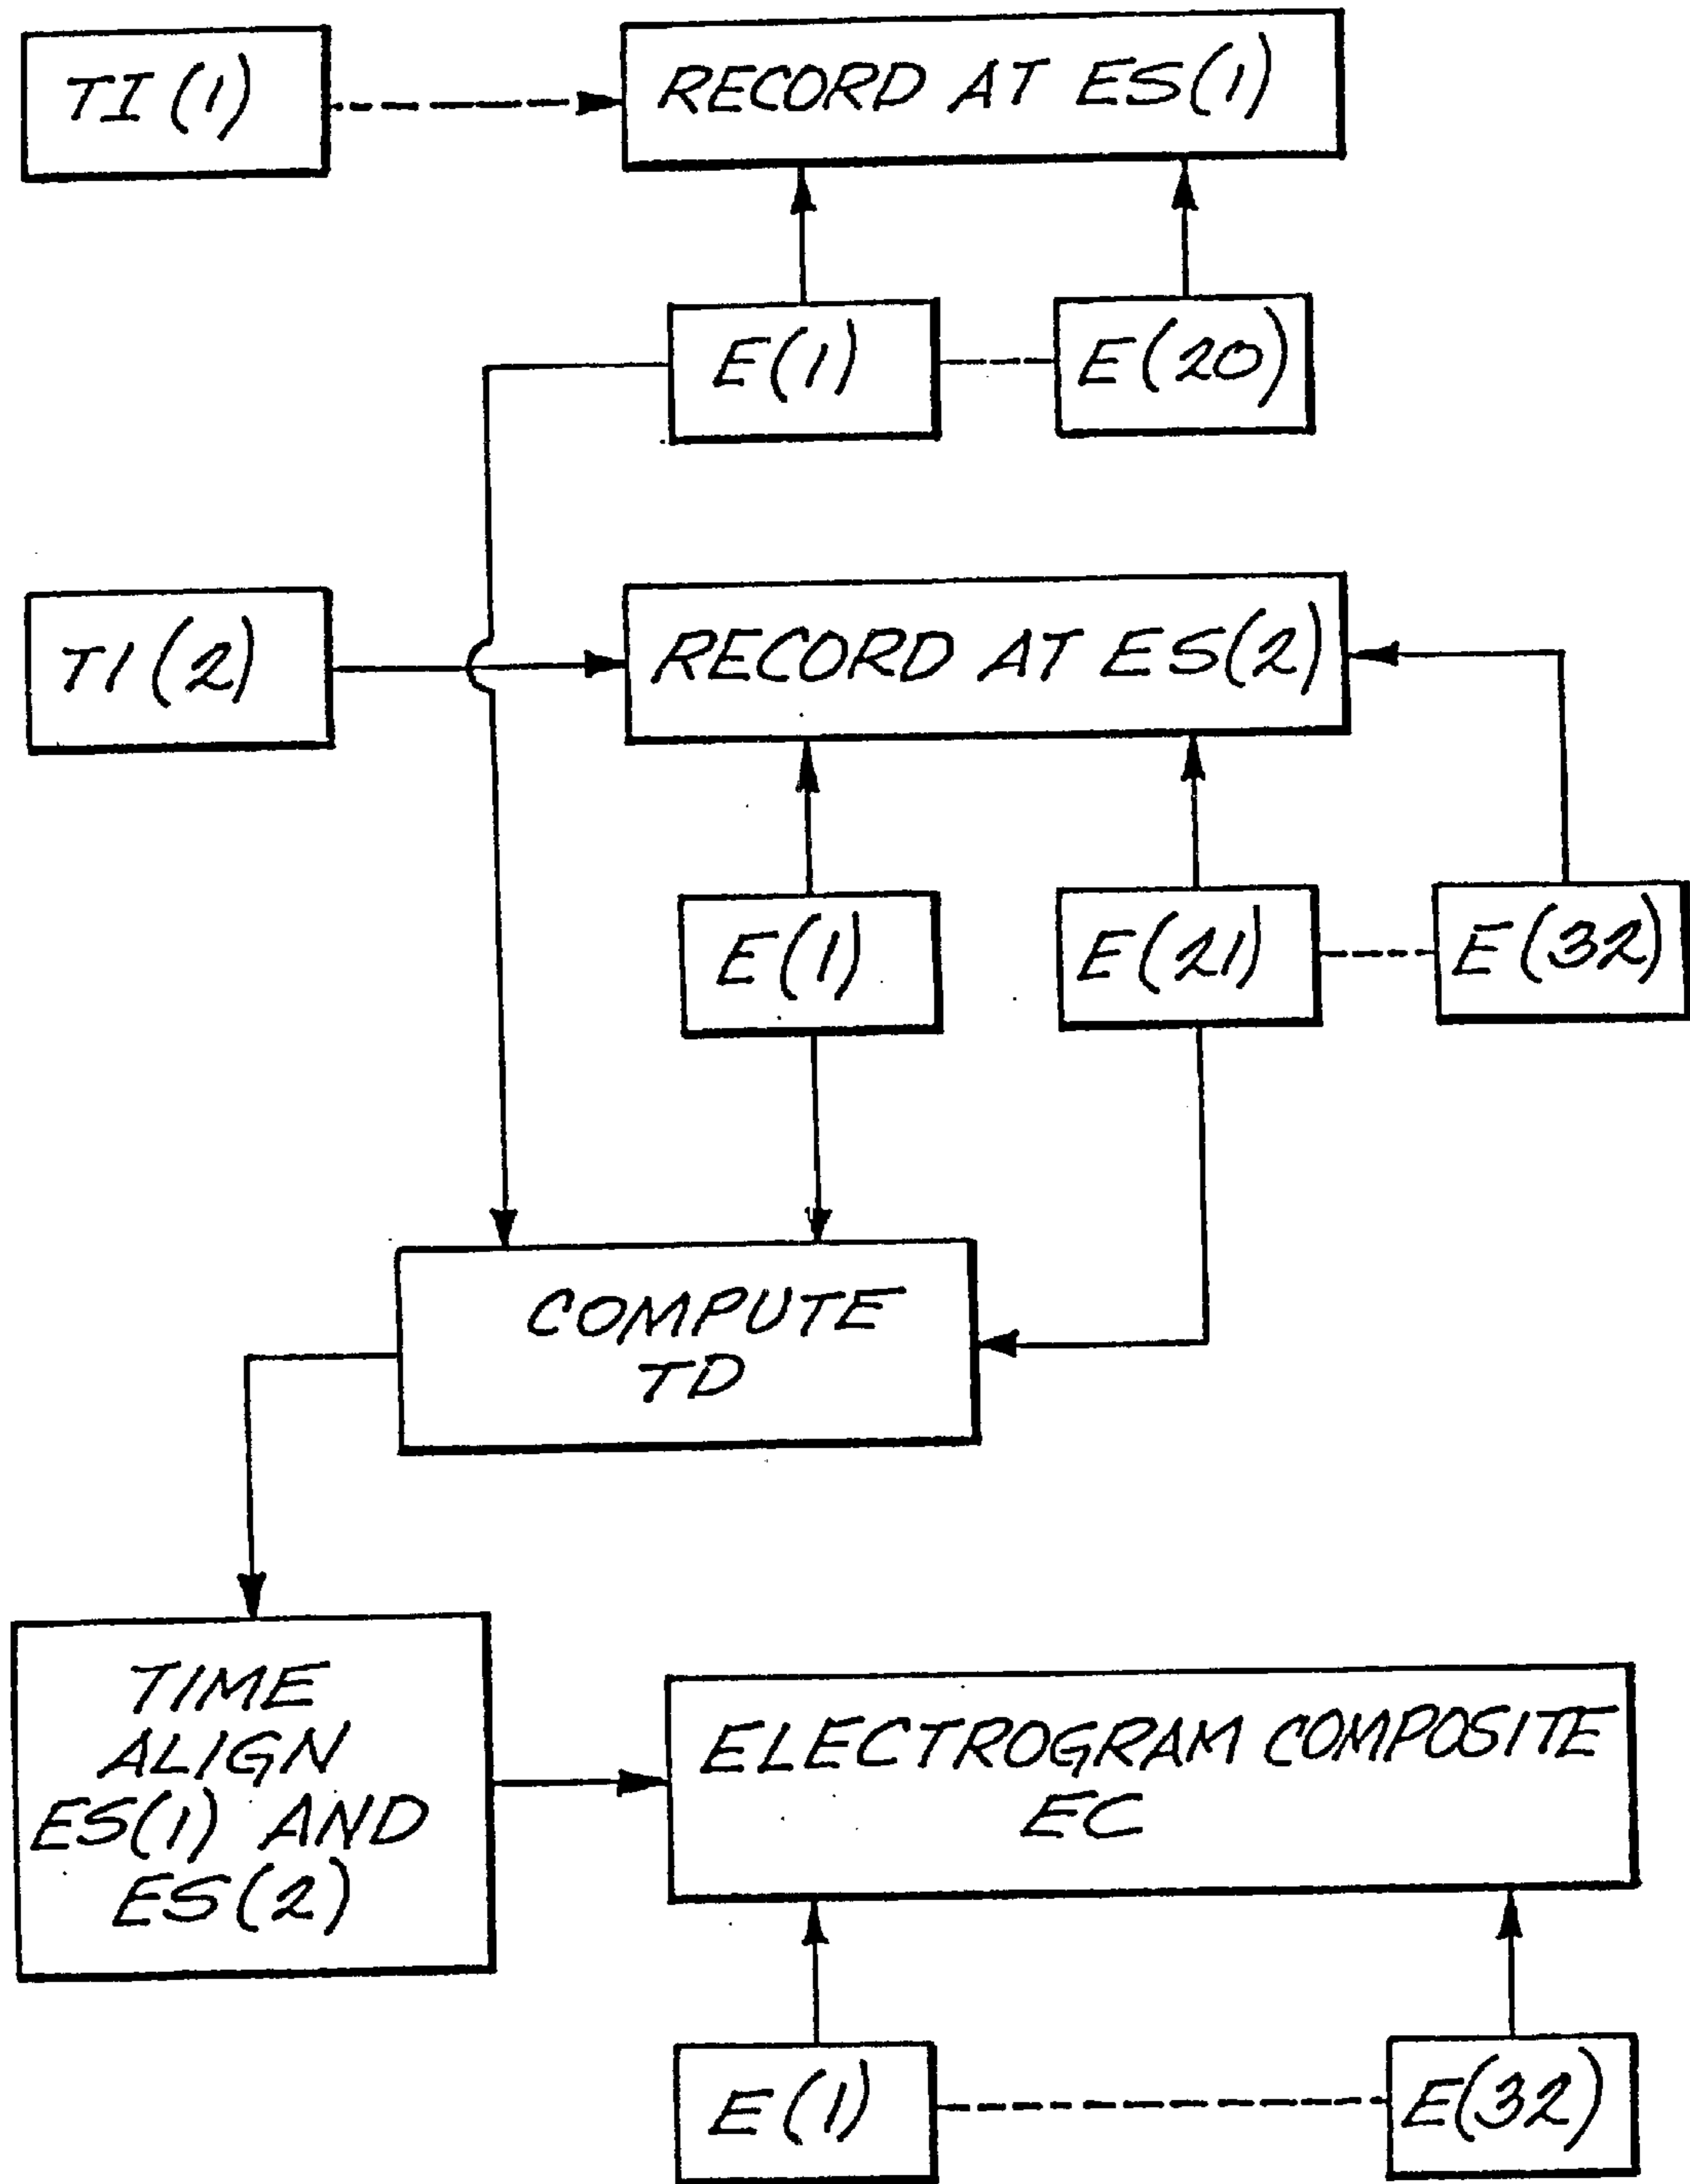 TI(1)
RECORD AT ES(1)
E(1)
E(20)
TI(2)
RECORD AT ES(2)
E(1)
E(21)
E(32)
COMPUTE
TD
TIME
ALIGN
ES(1) AND
ES(2)
ELECTROGRAM COMPOSITE
EC
E(1)
E(32)